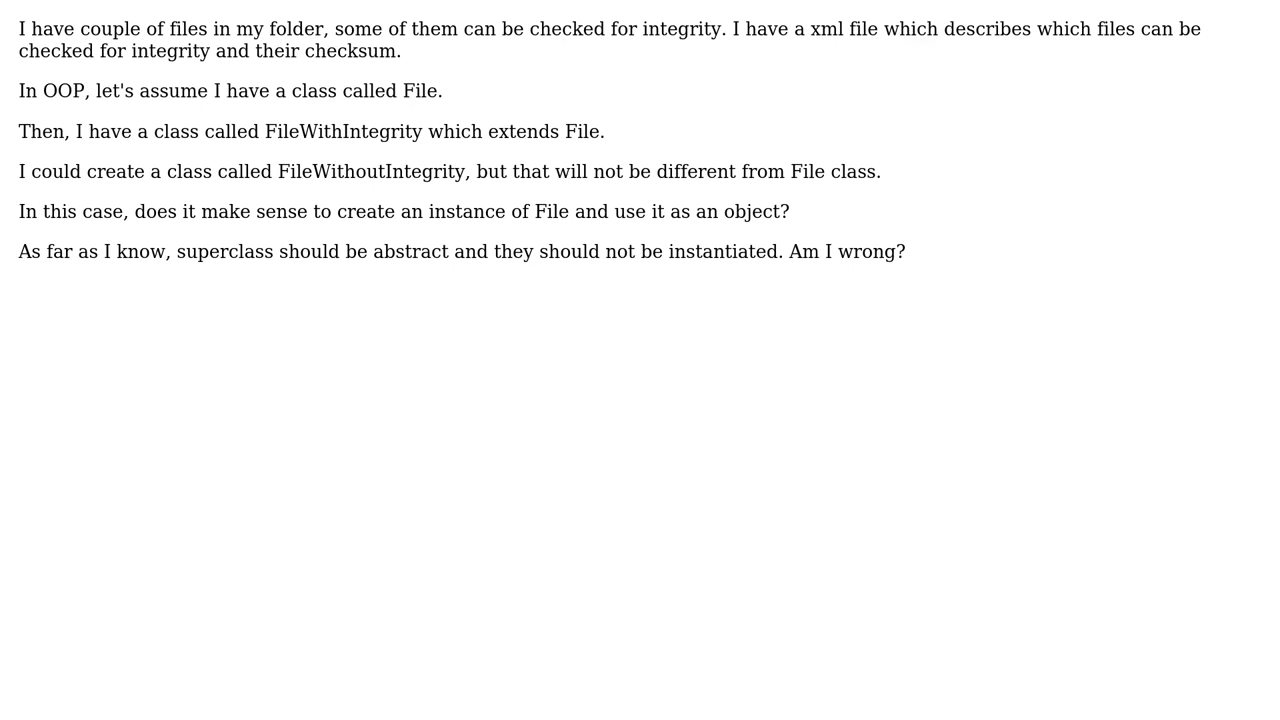 I have couple of files in my folder, some of them can be checked for integrity. I have a xml file which describes which files can be
checked for integrity and their checksum.
In OOP, let's assume I have a class called File.
Then, I have a class called FileWithIntegrity which extends File.
I could create a class called FileWithoutIntegrity, but that will not be different from File class.
In this case, does it make sense to create an instance of File and use it as an object?
As far as I know, superclass should be abstract and they should not be instantiated. Am I wrong?